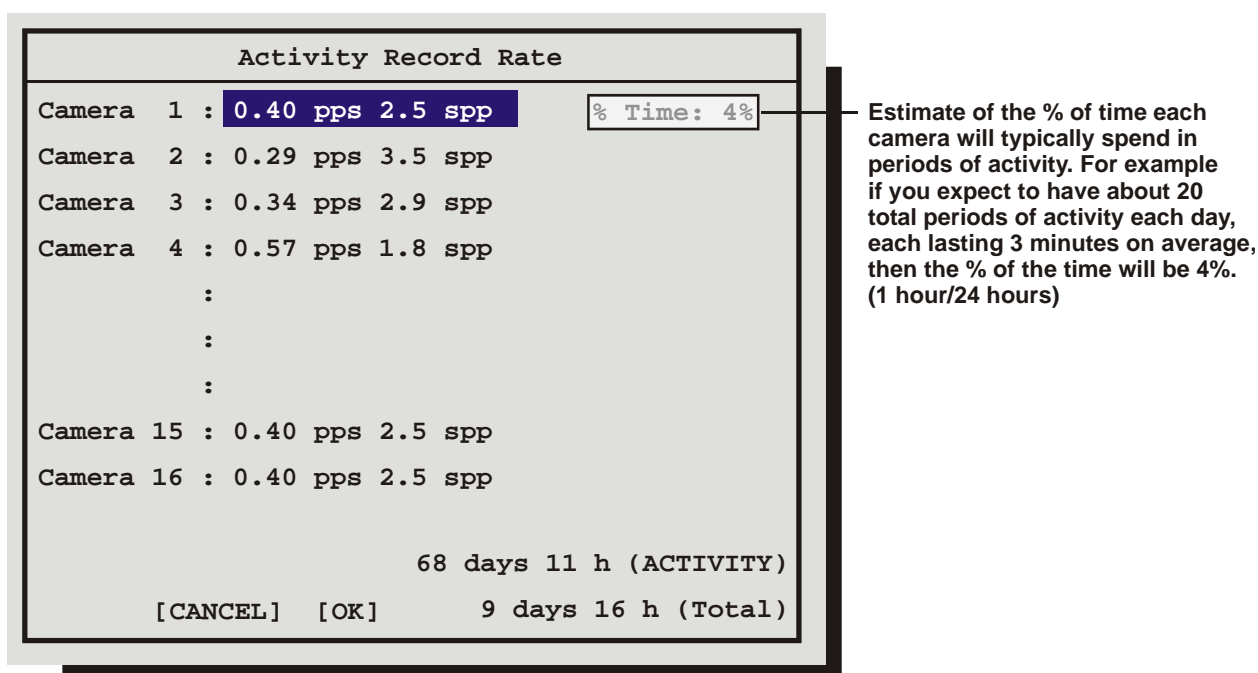 Activity Record Rate
Camera 1 : 0.40 pps 2.5 spp % Time: 4%
Camera 2 : 0.29 pps 3.5 spp
Camera 3 : 0.34 pps 2.9 spp
Camera 4 : 0.57 pps 1.8 spp
:
:
:
Camera 15 : 0.40 pps 2.5 spp
Camera 16 : 0.40 pps 2.5 spp
68 days 11 h (ACTIVITY)
[CANCEL] [OK] 9 days 16 h (Total)
Estimate of the % of time each
camera will typically spend in
periods of activity. For example
if you expect to have about 20
total periods of activity each day,
each lasting 3 minutes on average,
then the % of the time will be 4%.
(1 hour/24 hours)